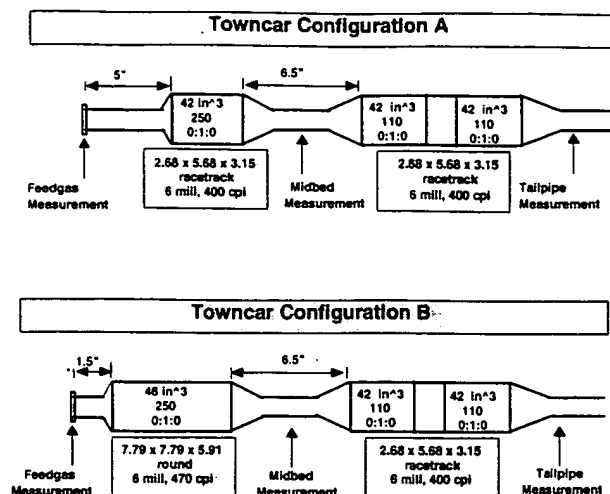 Towncar Configuration A
5"
6.5"
42 in^3
250
0:1:0
42 in^3
110
0:1:0
42 in^3
110
0:1:0
2.68 x 5.68 x 3.15
racetrack
6 mill, 400 cpi
2.68 x 5.68 x 3.15
racetrack
6 mill, 400 cpi
Feedgas
Measurement
Midbed
Measurement
Tailpipe
Measurement
Towncar Configuration B
1.5"
6.5"
46 in^3
250
0:1:0
42 in^3
110
0:1:0
42 in^3
110
0:1:0
7.79 x 7.79 x 5.91
round
6 mill, 470 cpi
2.68 x 5.68 x 3.15
racetrack
6 mill, 400 cpi
Feedgas
Measurement
Midbed
Measurement
Tailpipe
Measurement